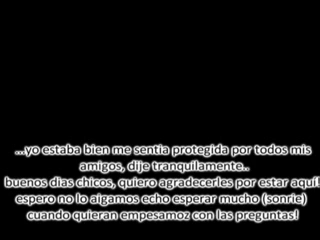 ...yo estaba bien me sentia protegida por todos mis
amigos, dije tranquilamente..
buenos dias chicos, quiero agradecerles por estar aqui!
espero no lo aigamos echo esperar mucho (sonrie)
cuando quieran empesamoz con las preguntas!